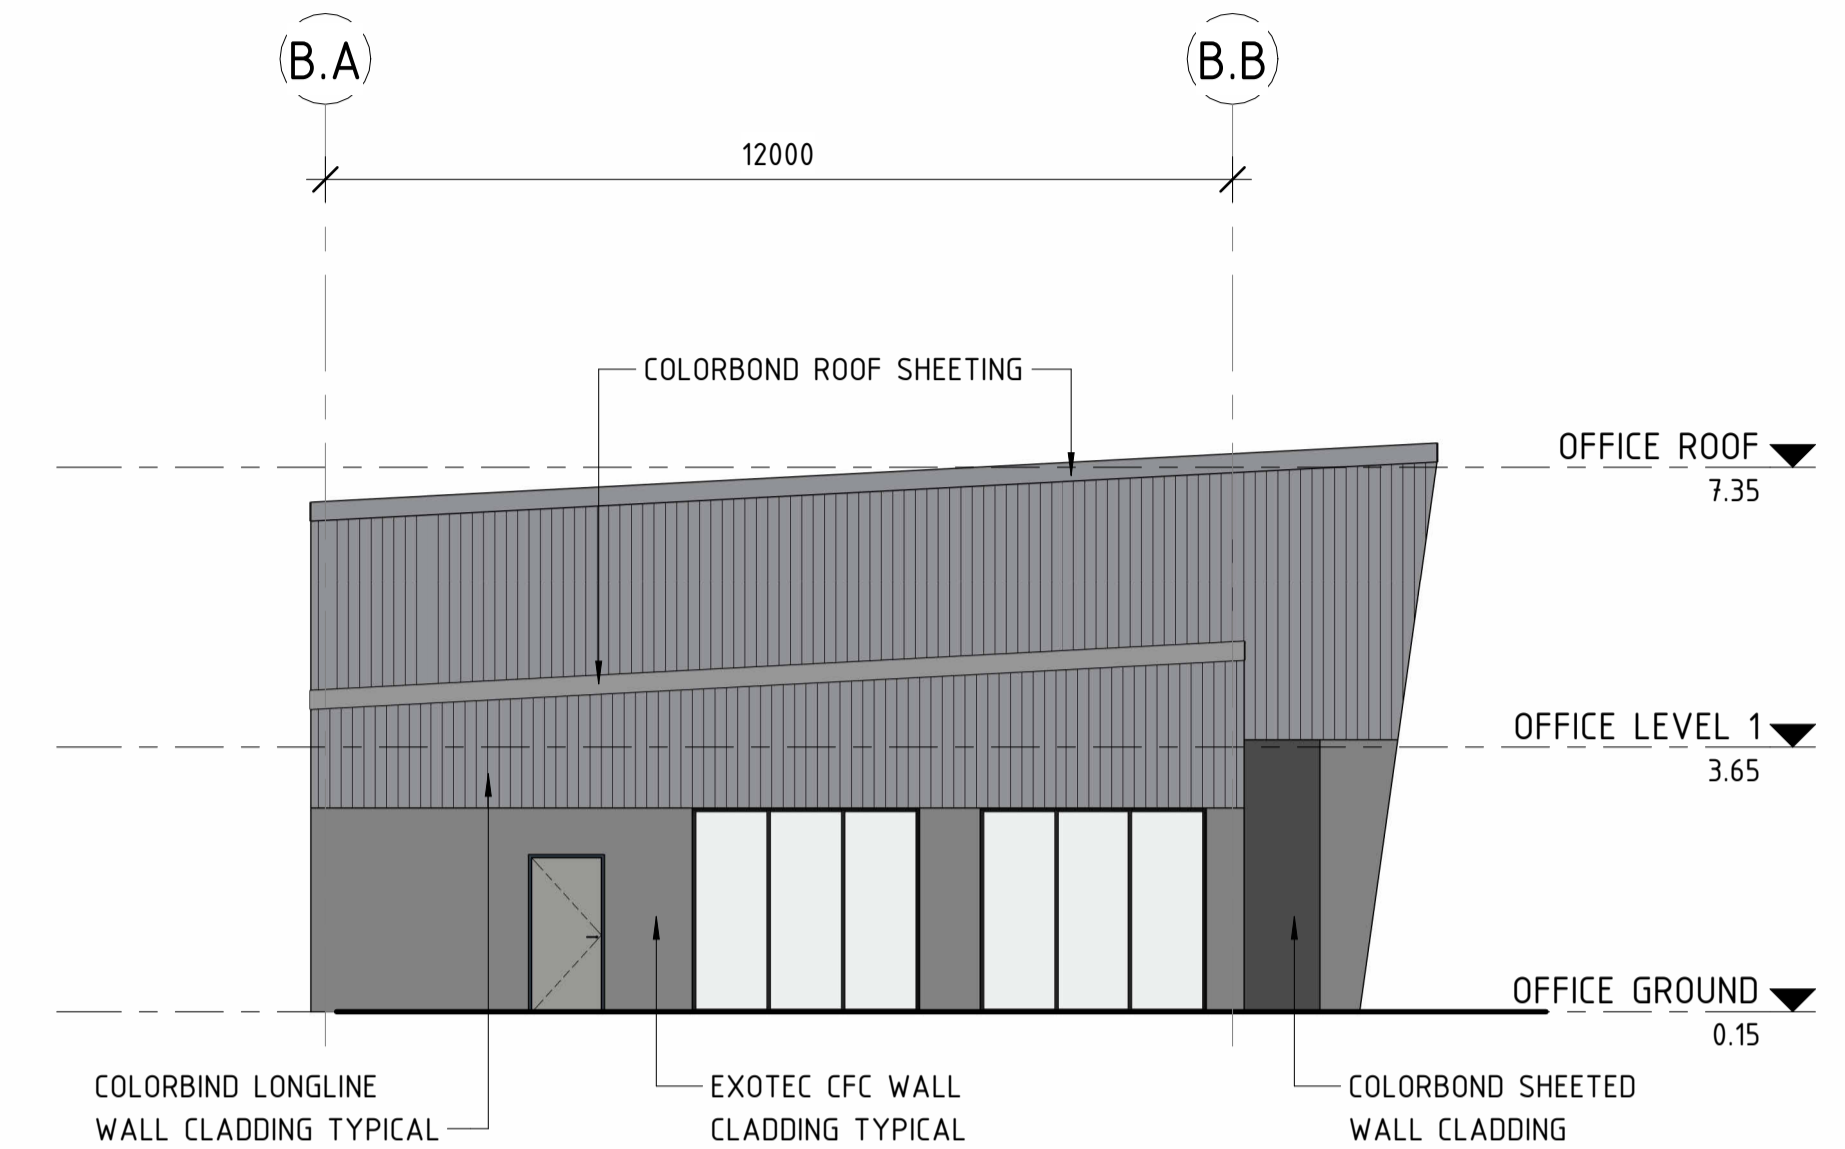 B.A
B.B
12000
COLORBOND ROOF SHEETING
OFFICE ROOF
7.35
OFFICE LEVEL 1
3.65
OFFICE GROUND
0.15
COLORBIND LONGLINE
WALL CLADDING TYPICAL
EXOTEC CFC WALL
CLADDING TYPICAL
COLORBOND SHEETED
WALL CLADDING